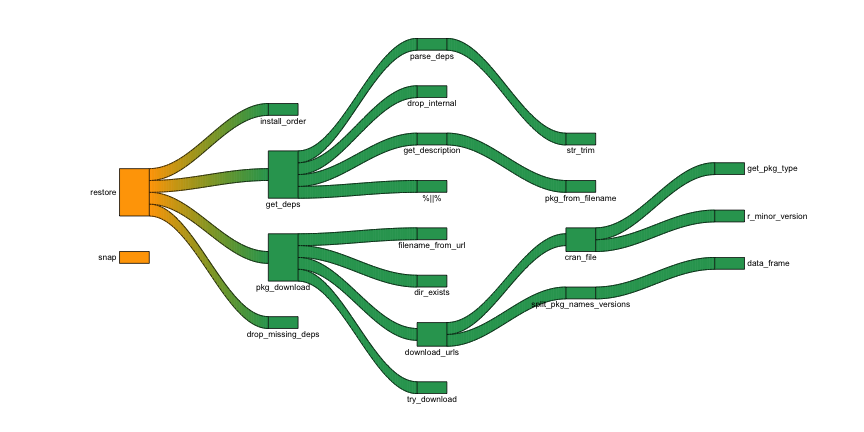 parse_deps
drop_internal
install_order
get_description
str_trim
get_pkg_type
restore
%||%
get_deps
pkg_from_filename
r_minor_version
filename_from_url
snap
cran_file
data_frame
pkg_download
dir_exists
split_pkg_names_versions
drop_missing_deps
download_urls
try_download